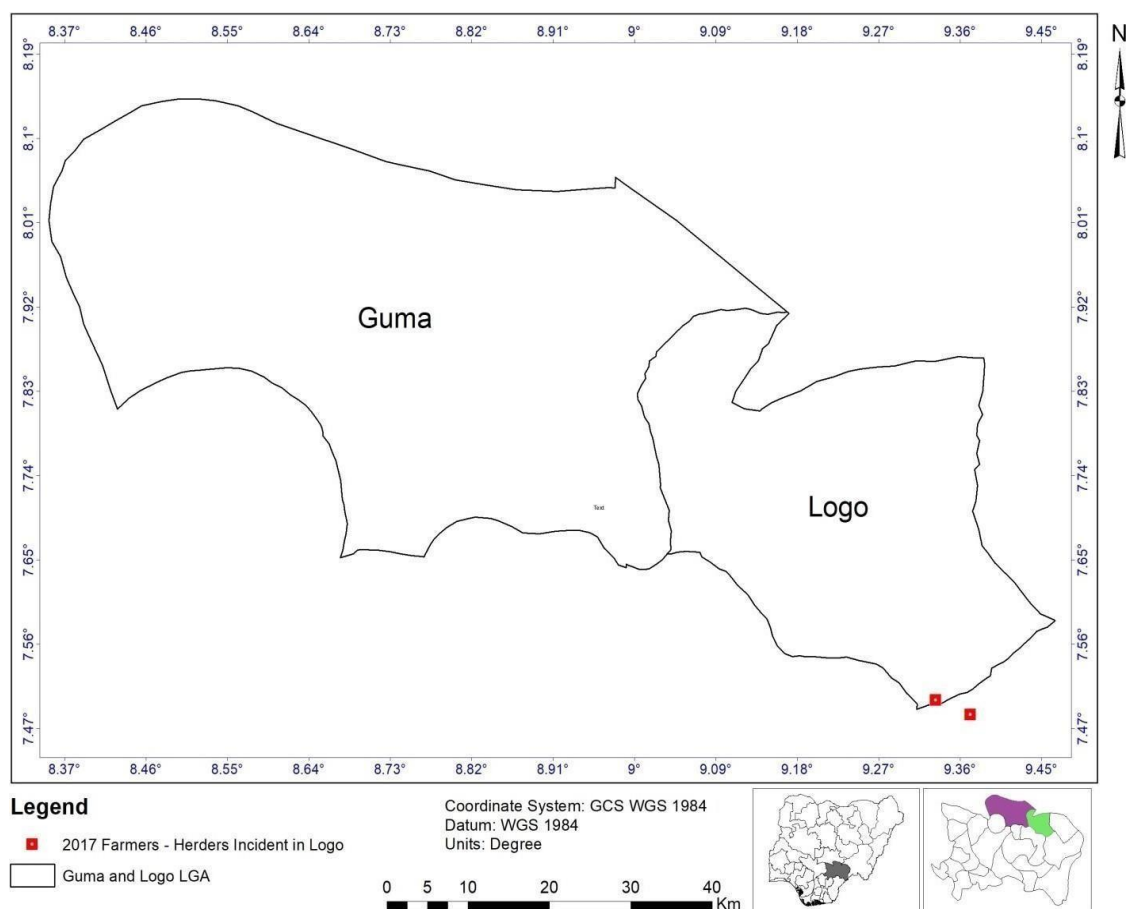 8.37° 8.46° 8.55° 8.64° 8.73° 8.82° 8.91° 9° 9.09° 9.18° 9.27° 9.36° 9.45°
N
8.19° 8.19°
8.1° 8.1°
8.01° 8.01°
7.92° 7.92°
Guma
7.83° 7.83°
7.74° 7.74°
Text
Logo
7.65° 7.65°
7.56° 7.56°
7.47° 7.47°
8.37° 8.46° 8.55° 8.64° 8.73° 8.82° 8.91° 9° 9.09° 9.18° 9.27° 9.36° 9.45°
Legend
2017 Farmers - Herders Incident in Logo
Guma and Logo LGA
Coordinate System: GCS WGS 1984
Datum: WGS 1984
Units: Degree
0 5 10 20 30 40
Km